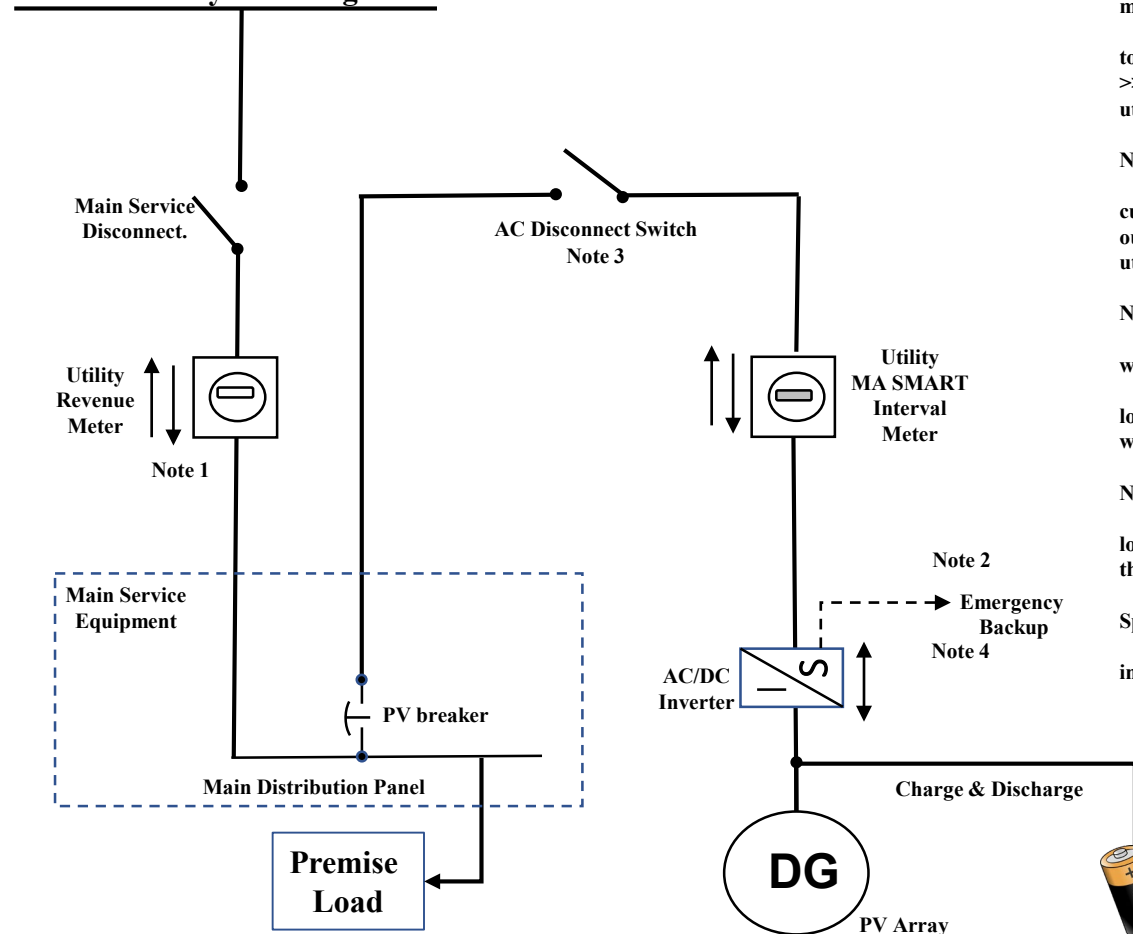 Main Service
Disconnect.
AC Disconnect Switch
Note 3
Utility
Revenue
Meter
Note 1
Utility
MA SMART
Interval
Meter
Main Service
Equipment
PV breaker
Main Distribution Panel
Premise
Load
Note 2
Emergency
Backup
Note 4
AC/DC
Inverter
I
S
Charge & Discharge
DG
PV Array
+